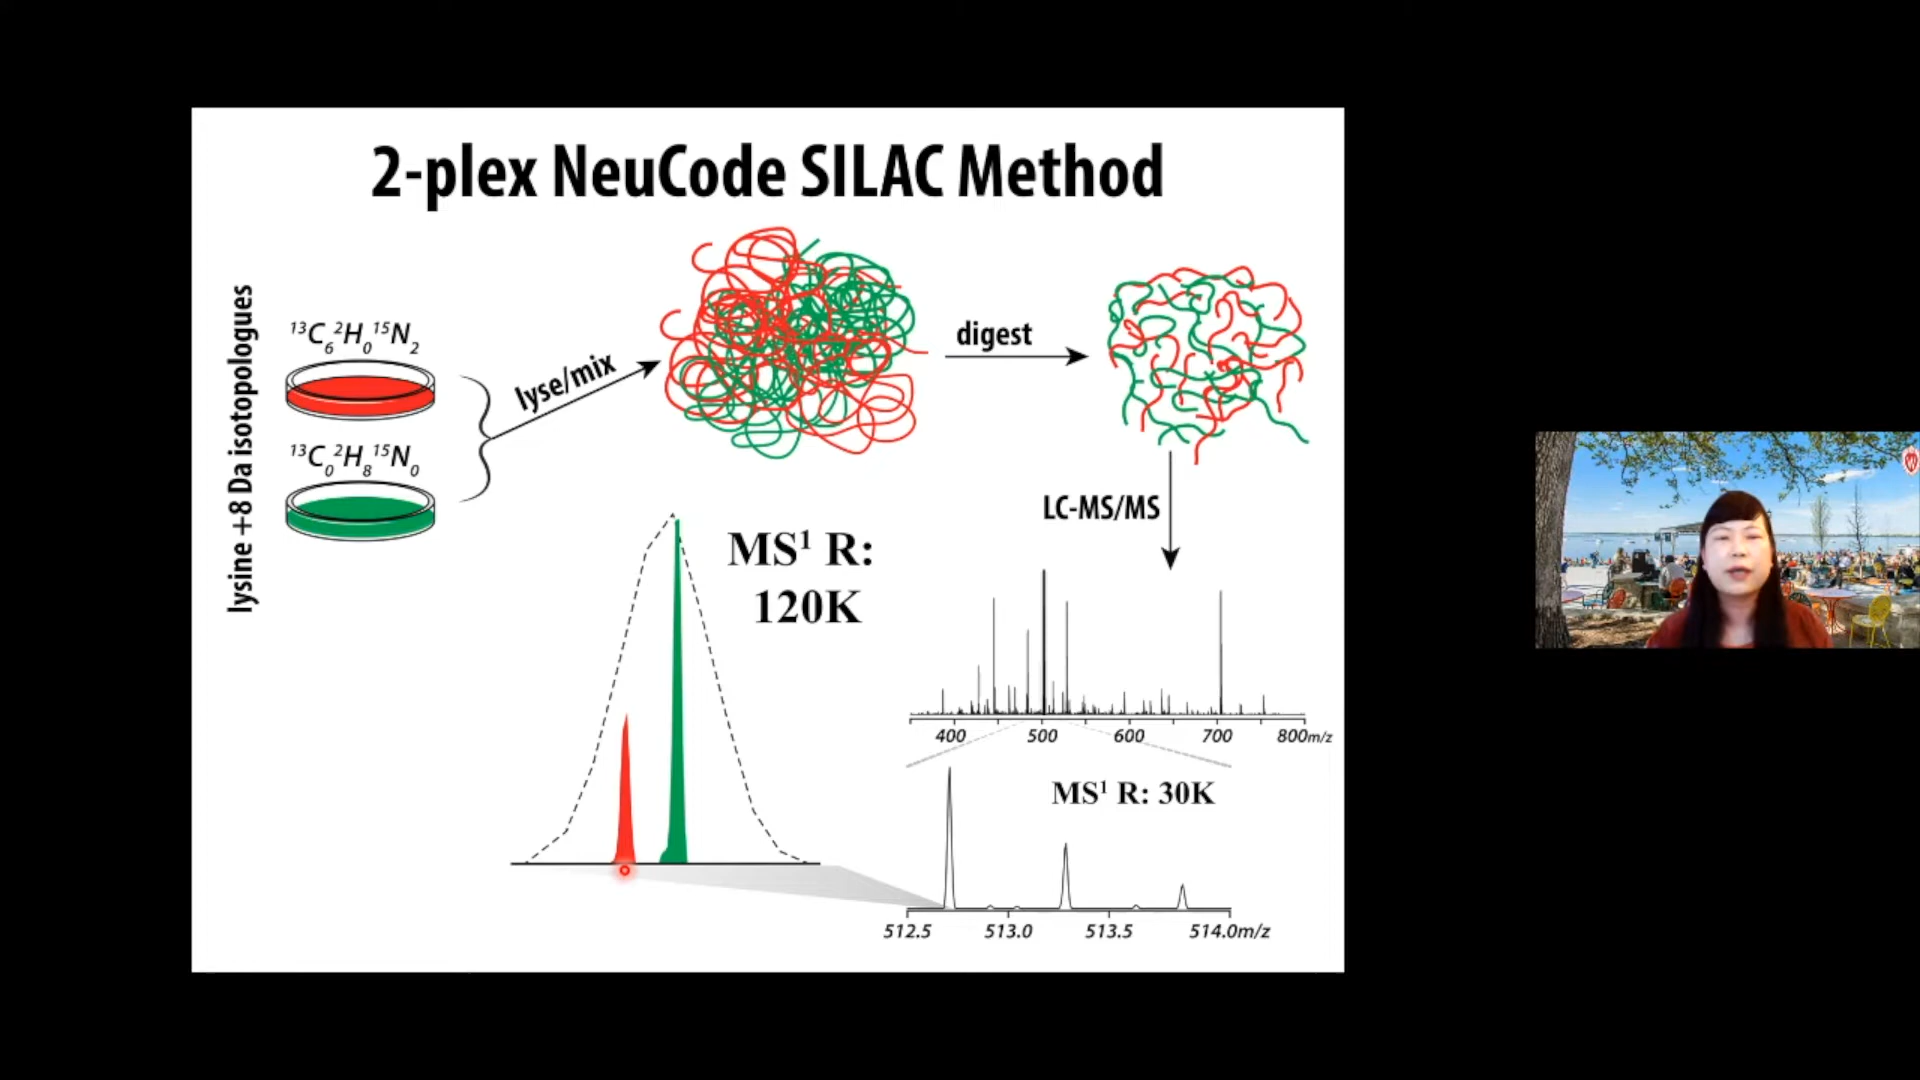 2-plex NeuCode SILAC Method
lysine +8 Da isotopologues
¹³C₆²H₀¹⁵N₂
¹³C₀²H₈¹⁵N₀
lyse/mix
digest
LC-MS/MS
MS¹ R:
120K
400 500 600 700 800m/z
MS¹ R: 30K
512.5 513.0 513.5 514.0m/z